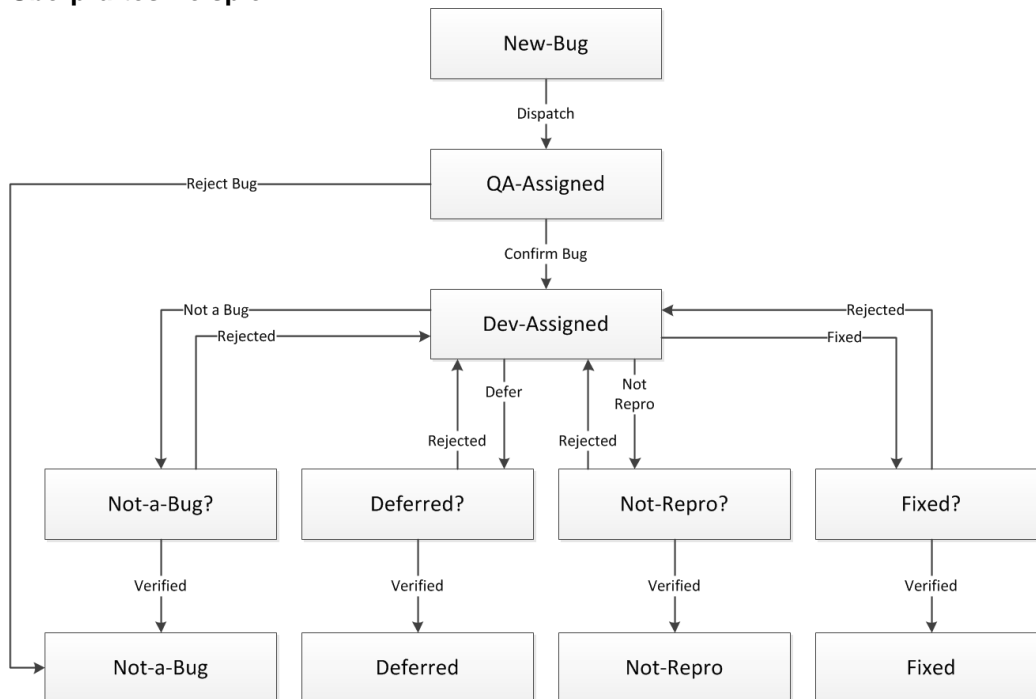 New-Bug
Dispatch
Reject Bug
QA-Assigned
Confirm Bug
Not a Bug
Dev-Assigned
Rejected
Rejected
Fixed
Defer
Not
Repro
Rejected
Rejected
Not-a-Bug?
Deferred?
Not-Repro?
Fixed?
Verified
Verified
Verified
Verified
Not-a-Bug
Deferred
Not-Repro
Fixed